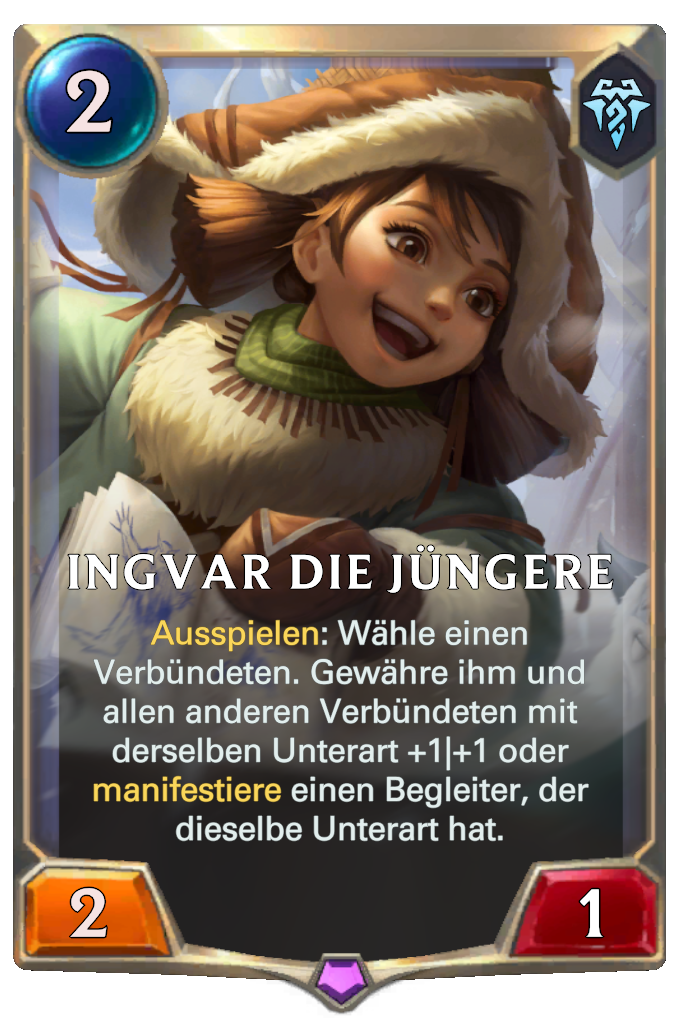 2
INGVAR DIE JÜNGERE
Ausspielen: Wähle einen
Verbündeten. Gewähre ihm und
allen anderen Verbündeten mit
derselben Unterart +1|+1 oder
manifestiere einen Begleiter, der
dieselbe Unterart hat.
2
1